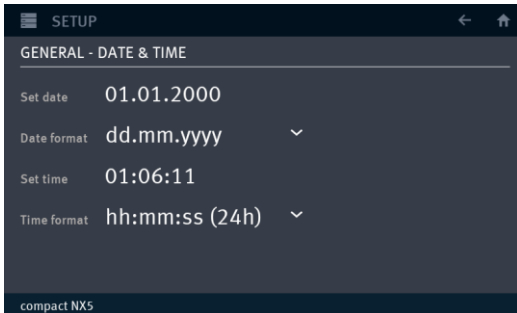 SETUP
GENERAL - DATE & TIME
Set date 01.01.2000
Date format dd.mm.yyyy
Set time 01:06:11
Time format hh:mm:ss (24h)
compact NX5